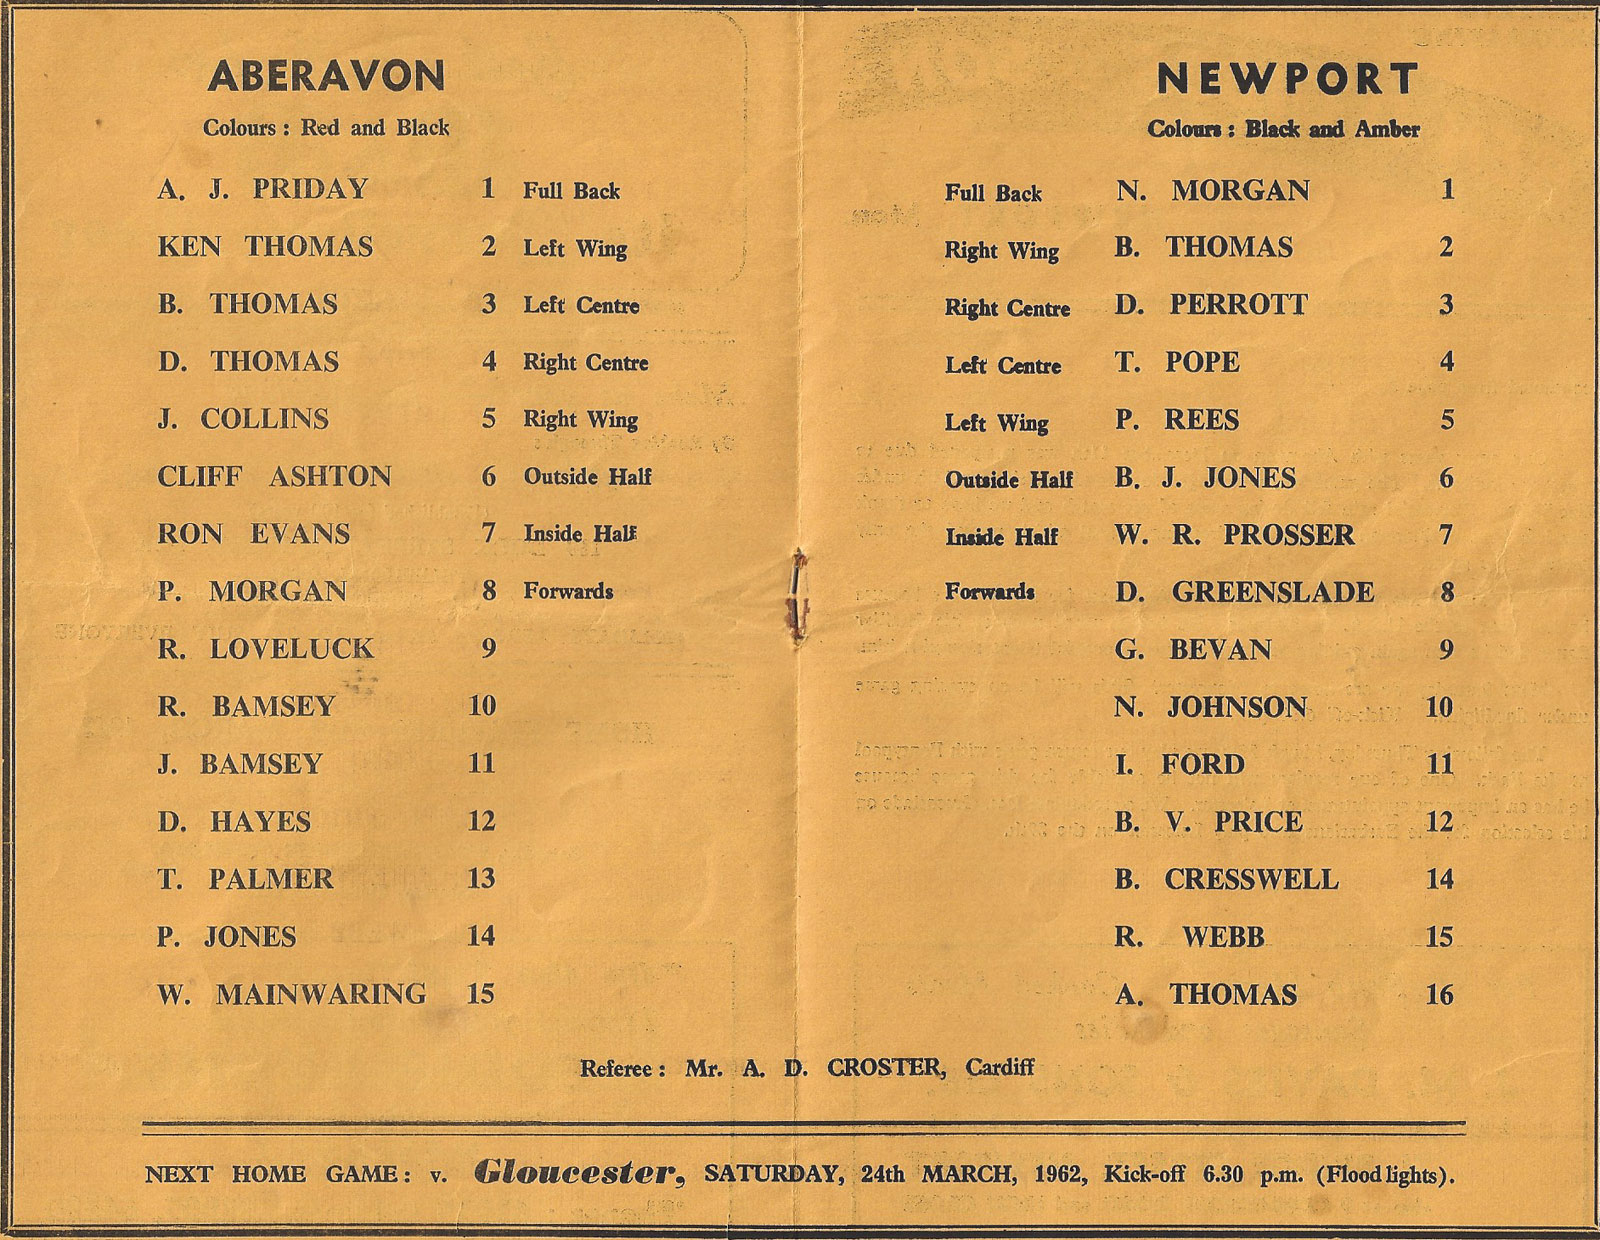 ABERAVON
Colours : Red and Black
A. J. PRIDAY 1 Full Back
KEN THOMAS 2 Left Wing
B. THOMAS 3 Left Centre
D. THOMAS 4 Right Centre
J. COLLINS 5 Right Wing
CLIFF ASHTON 6 Outside Half
RON EVANS 7 Inside Half
P. MORGAN 8 Forwards
R. LOVELUCK 9
R. BAMSEY 10
J. BAMSEY 11
D. HAYES 12
T. PALMER 13
P. JONES 14
W. MAINWARING 15
NEWPORT
Colours : Black and Amber
Full Back N. MORGAN 1
Right Wing B. THOMAS 2
Right Centre D. PERROTT 3
Left Centre T. POPE 4
Left Wing P. REES 5
Outside Half B. J. JONES 6
Inside Half W. R. PROSSER 7
Forwards D. GREENSLADE 8
G. BEVAN 9
N. JOHNSON 10
I. FORD 11
B. V. PRICE 12
B. CRESSWELL 14
R. WEBB 15
A. THOMAS 16
Referee : Mr. A. D. CROSTER, Cardiff
NEXT HOME GAME : v. Gloucester, SATURDAY, 24th MARCH, 1962, Kick-off 6.30 p.m. (Flood lights).